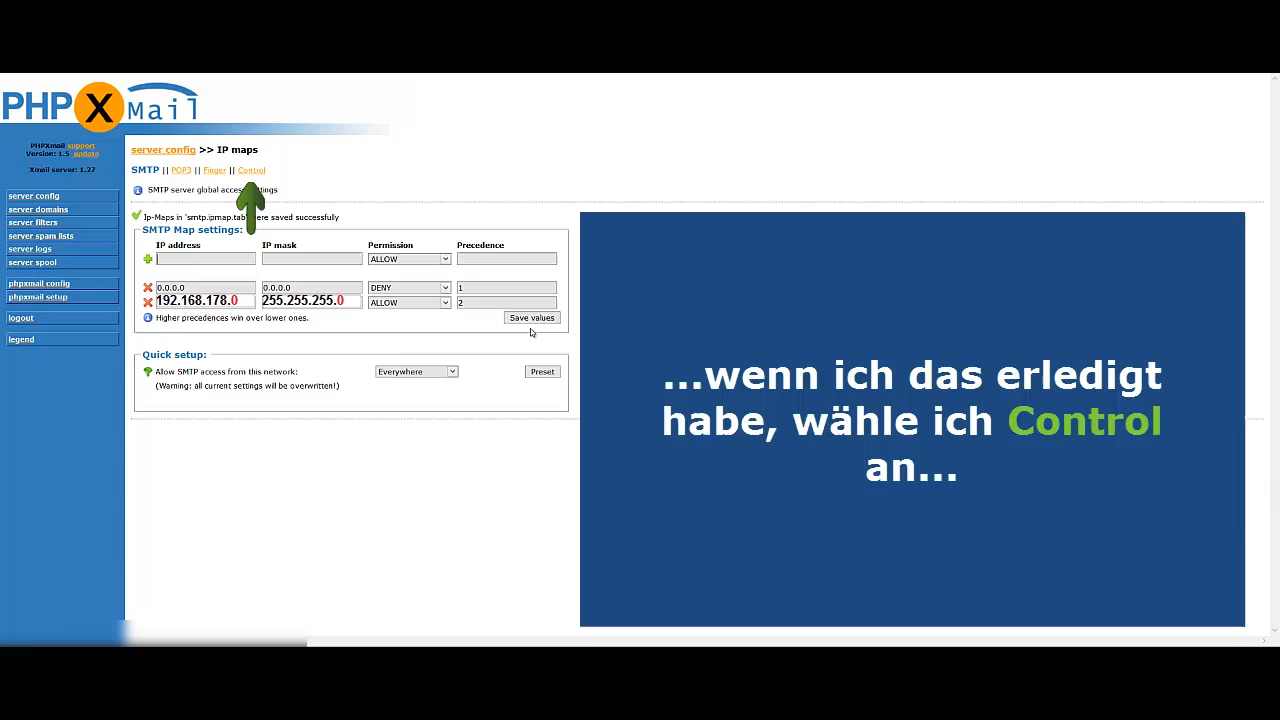 PHP X Mail
PHPXmail support
Version: 1.5 update
Xmail server: 1.27
server config
server domains
server filters
server spam lists
server logs
server spool
phpxmail config
phpxmail setup
logout
legend
server config >> IP maps
SMTP || POP3 || Finger || Control
SMTP server global access settings
Ip-Maps in 'smtp.ipmap.tab' were saved successfully
SMTP Map settings:
IP address IP mask Permission Precedence
ALLOW
0.0.0.0 0.0.0.0 DENY 1
192.168.178.0 255.255.255.0 ALLOW 2
Higher precedences win over lower ones. Save values
Quick setup:
Allow SMTP access from this network: Everywhere Preset
(Warning: all current settings will be overwritten!)
...wenn ich das erledigt
habe, wähle ich Control
an...